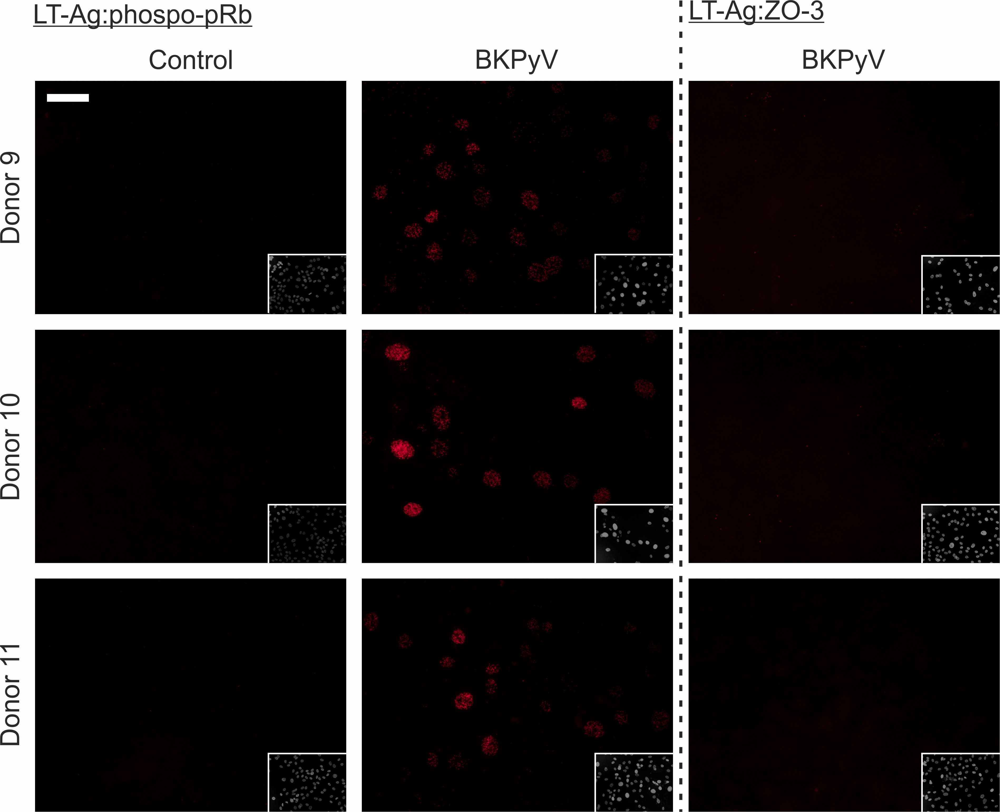 LT-Ag:phospo-pRb
LT-Ag:ZO-3
Control
BKPyV
BKPyV
Donor 9
Donor 10
Donor 11